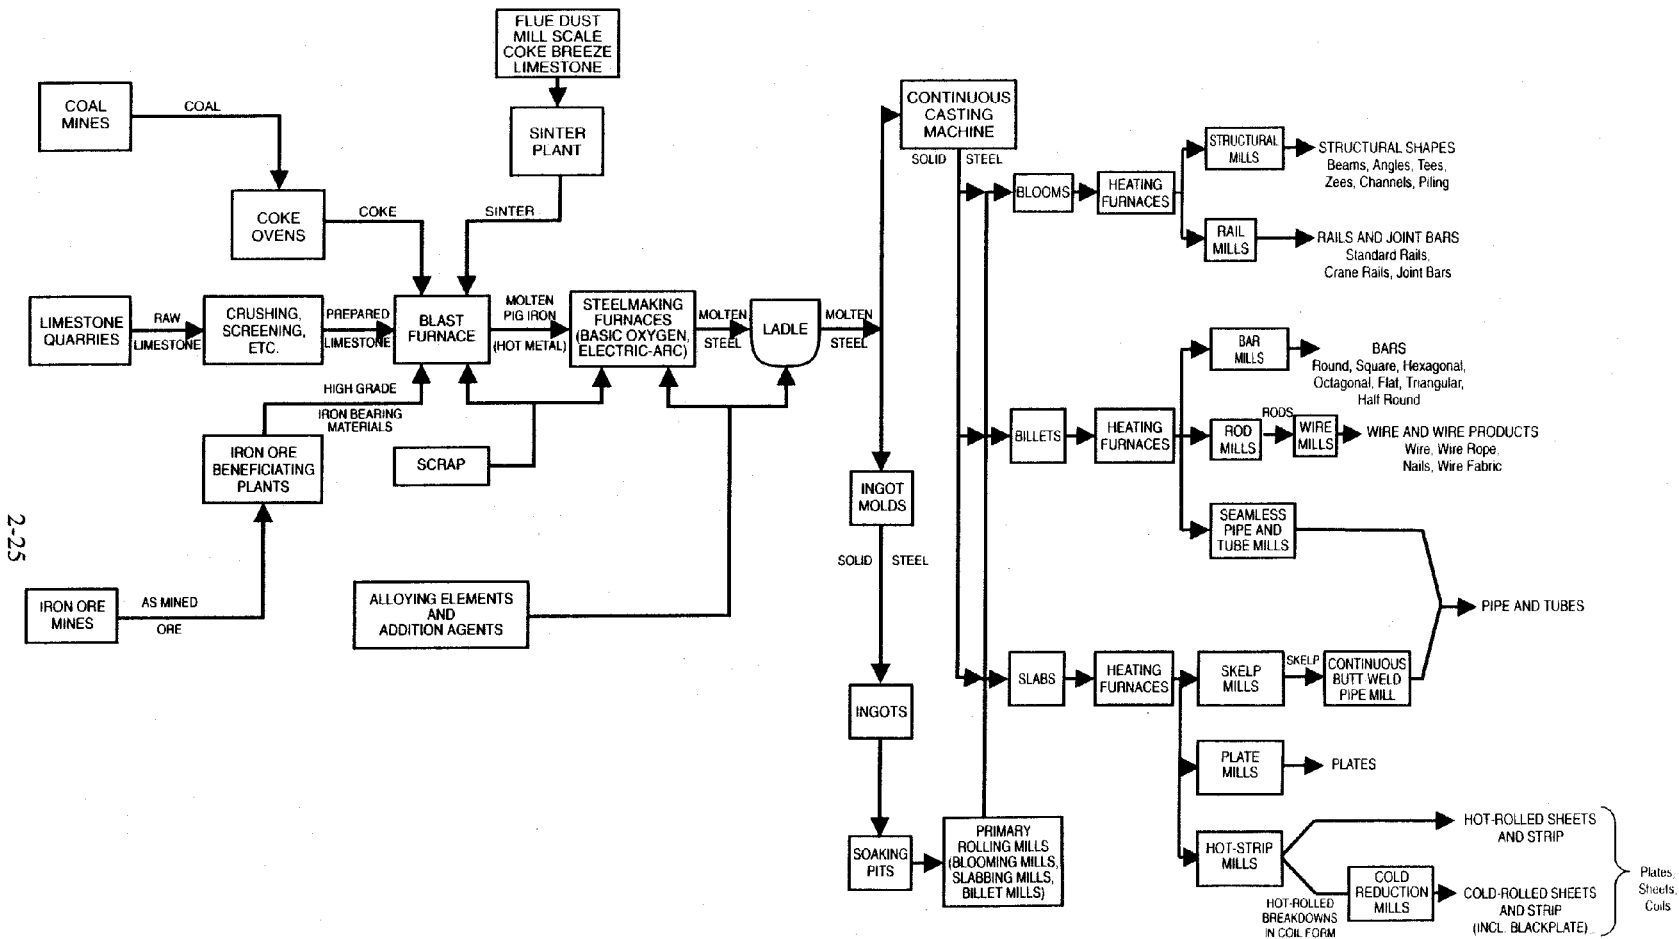 FLUE DUST
MILL SCALE
COKE BREEZE
LIMESTONE
COAL
MINES
COAL
SINTER
PLANT
COKE
OVENS
COKE
SINTER
LIMESTONE
QUARRIES
RAW
LIMESTONE
CRUSHING,
SCREENING,
ETC.
PREPARED
LIMESTONE
BLAST
FURNACE
MOLTEN
PIG IRON
(HOT METAL)
STEELMAKING
FURNACES
(BASIC OXYGEN,
ELECTRIC-ARC)
MOLTEN
STEEL
LADLE
MOLTEN
STEEL
HIGH GRADE
IRON BEARING
MATERIALS
IRON ORE
BENEFICIATING
PLANTS
SCRAP
2-25
IRON ORE
MINES
AS MINED
ORE
ALLOYING ELEMENTS
AND
ADDITION AGENTS
CONTINUOUS
CASTING
MACHINE
SOLID STEEL
INGOT
MOLDS
SOLID STEEL
INGOTS
SOAKING
PITS
PRIMARY
ROLLING MILLS
(BLOOMING MILLS,
SLABBING MILLS,
BILLET MILLS)
BLOOMS
HEATING
FURNACES
STRUCTURAL
MILLS
STRUCTURAL SHAPES
Beams, Angles, Tees,
Zees, Channels, Piling
RAIL
MILLS
RAILS AND JOINT BARS
Standard Rails,
Crane Rails, Joint Bars
BILLETS
HEATING
FURNACES
BAR
MILLS
BARS
Round, Square, Hexagonal,
Octagonal, Flat, Triangular,
Half Round
ROD
MILLS
RODS
WIRE
MILLS
WIRE AND WIRE PRODUCTS
Wire, Wire Rope,
Nails, Wire Fabric
SEAMLESS
PIPE AND
TUBE MILLS
PIPE AND TUBES
SLABS
HEATING
FURNACES
SKELP
MILLS
SKELP
CONTINUOUS
BUTT-WELD
PIPE MILL
PLATE
MILLS
PLATES
HOT-STRIP
MILLS
HOT-ROLLED SHEETS
AND STRIP
HOT-ROLLED
BREAKDOWNS
IN COIL FORM
COLD
REDUCTION
MILLS
COLD-ROLLED SHEETS
AND STRIP
(INCL. BLACKPLATE)
Plates,
Sheets,
Coils